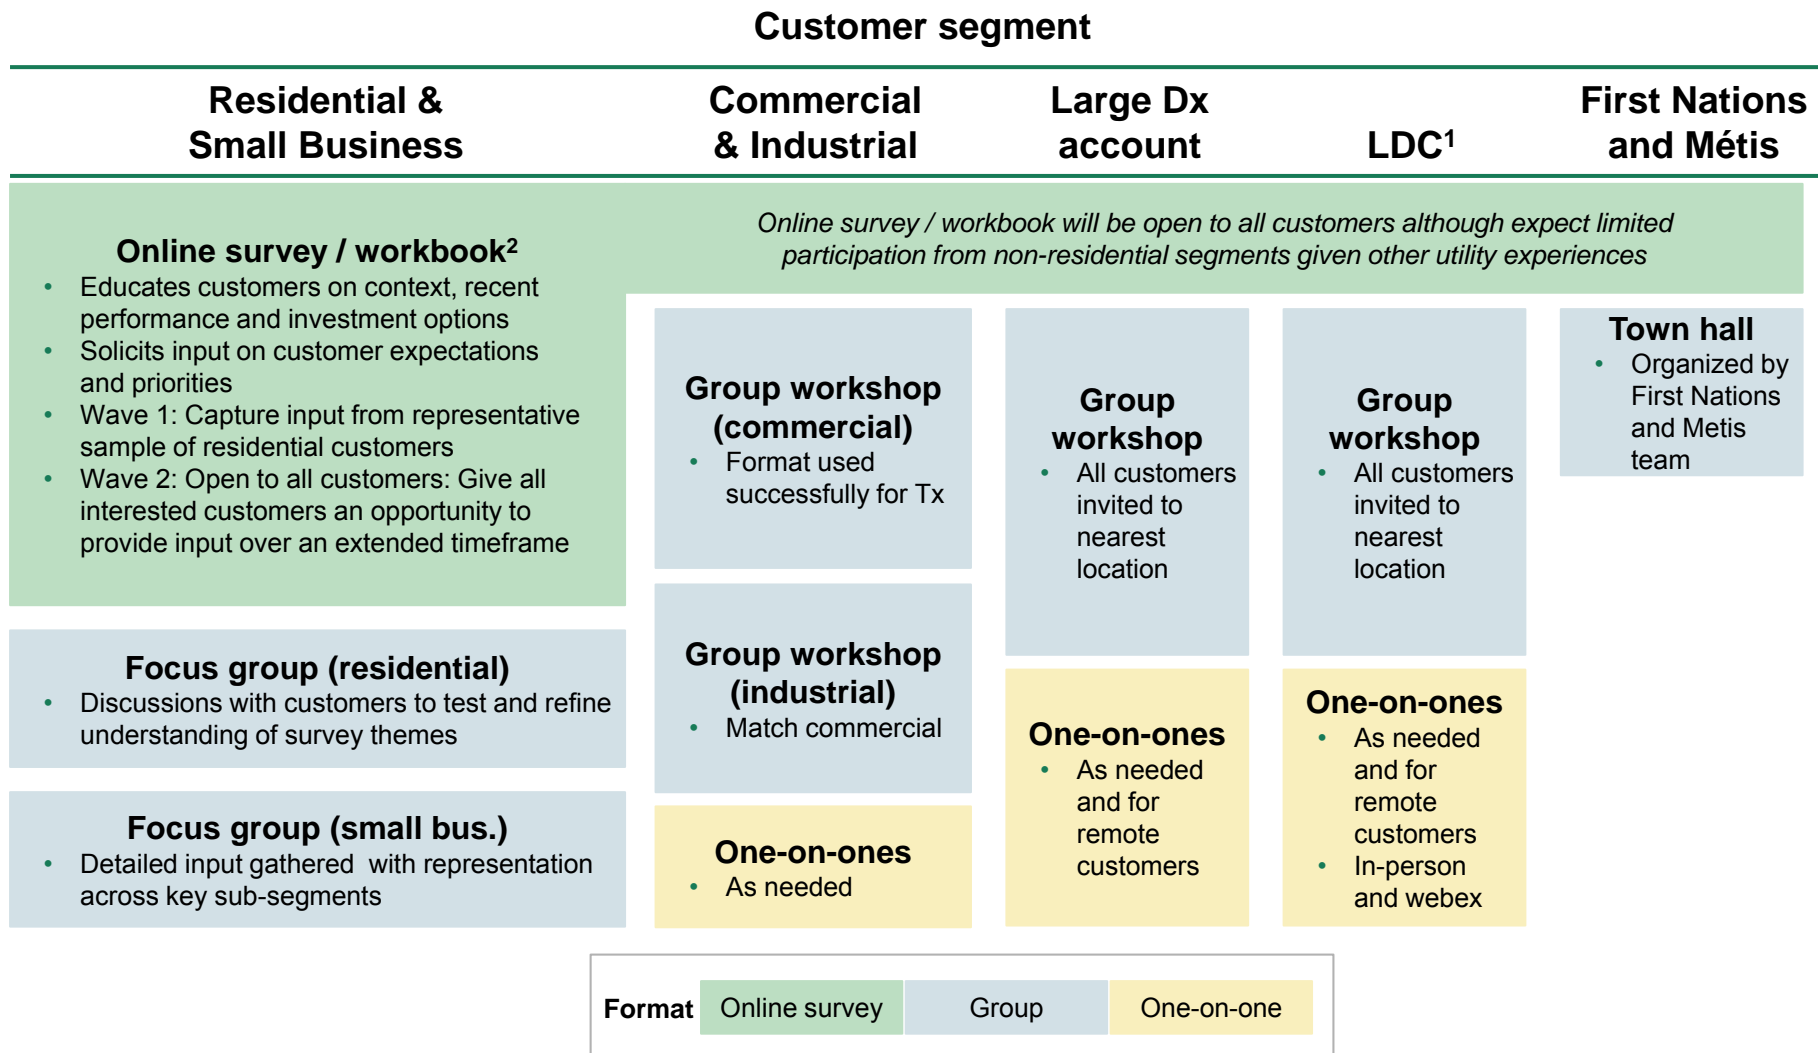 Customer segment
Residential &
Small Business
Commercial
& Industrial
Large Dx
account
LDC¹
First Nations
and Métis
Online survey / workbook²
• Educates customers on context, recent
performance and investment options
• Solicits input on customer expectations
and priorities
• Wave 1: Capture input from representative
sample of residential customers
• Wave 2: Open to all customers: Give all
interested customers an opportunity to
provide input over an extended timeframe
Online survey / workbook will be open to all customers although expect limited
participation from non-residential segments given other utility experiences
Focus group (residential)
• Discussions with customers to test and refine
understanding of survey themes
Focus group (small bus.)
• Detailed input gathered with representation
across key sub-segments
Group workshop
(commercial)
• Format used
successfully for Tx
Group workshop
(industrial)
• Match commercial
One-on-ones
• As needed
Group
workshop
• All customers
invited to
nearest
location
One-on-ones
• As needed
and for
remote
customers
Group
workshop
• All customers
invited to
nearest
location
One-on-ones
• As needed
and for
remote
customers
• In-person
and webex
Town hall
• Organized by
First Nations
and Metis
team
Format
Online survey
Group
One-on-one